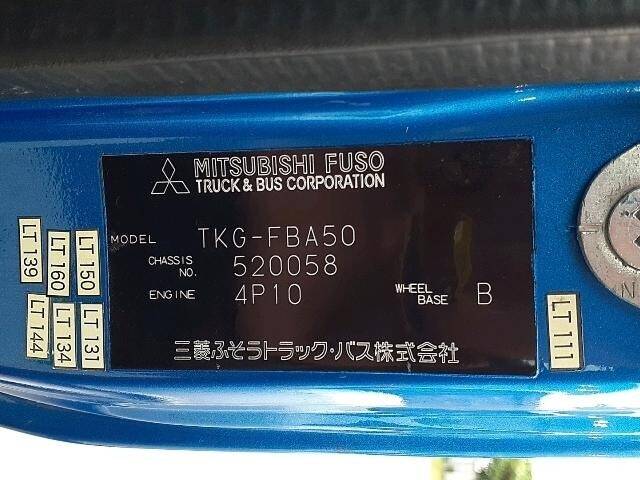 MITSUBISHI FUSO
TRUCK & BUS CORPORATION
MODEL TKG-FBA50
CHASSIS NO. 520058
ENGINE 4P10 WHEEL BASE B
三菱ふそうトラック・バス株式会社
LT 139
LT 160
LT 150
LT 144
LT 134
LT 131
LT 111
N